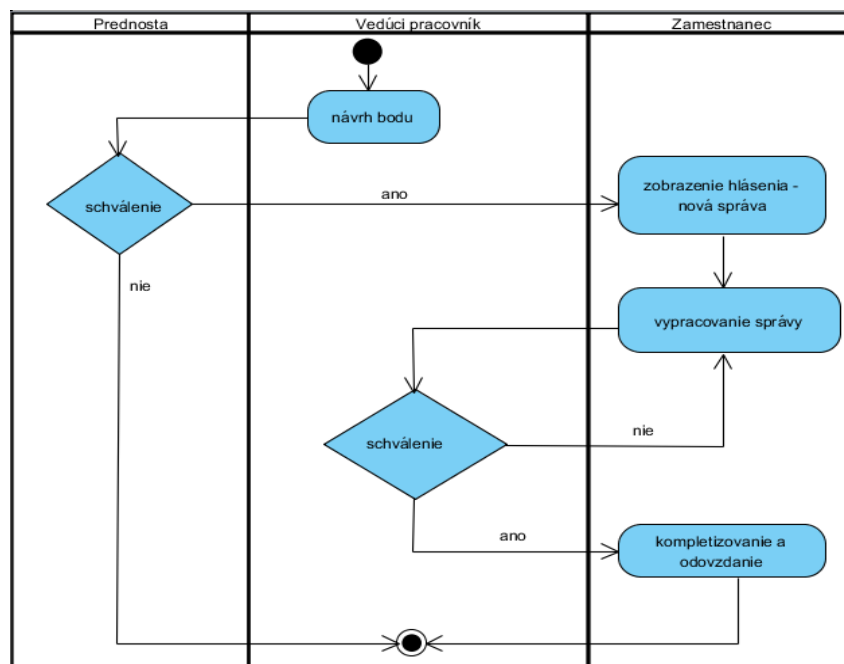 Prednosta
Vedúci pracovník
Zamestnanec
návrh bodu
schválenie
ano
zobrazenie hlásenia -
nová správa
nie
vypracovanie správy
schválenie
nie
ano
kompletizovanie a
odovzdanie